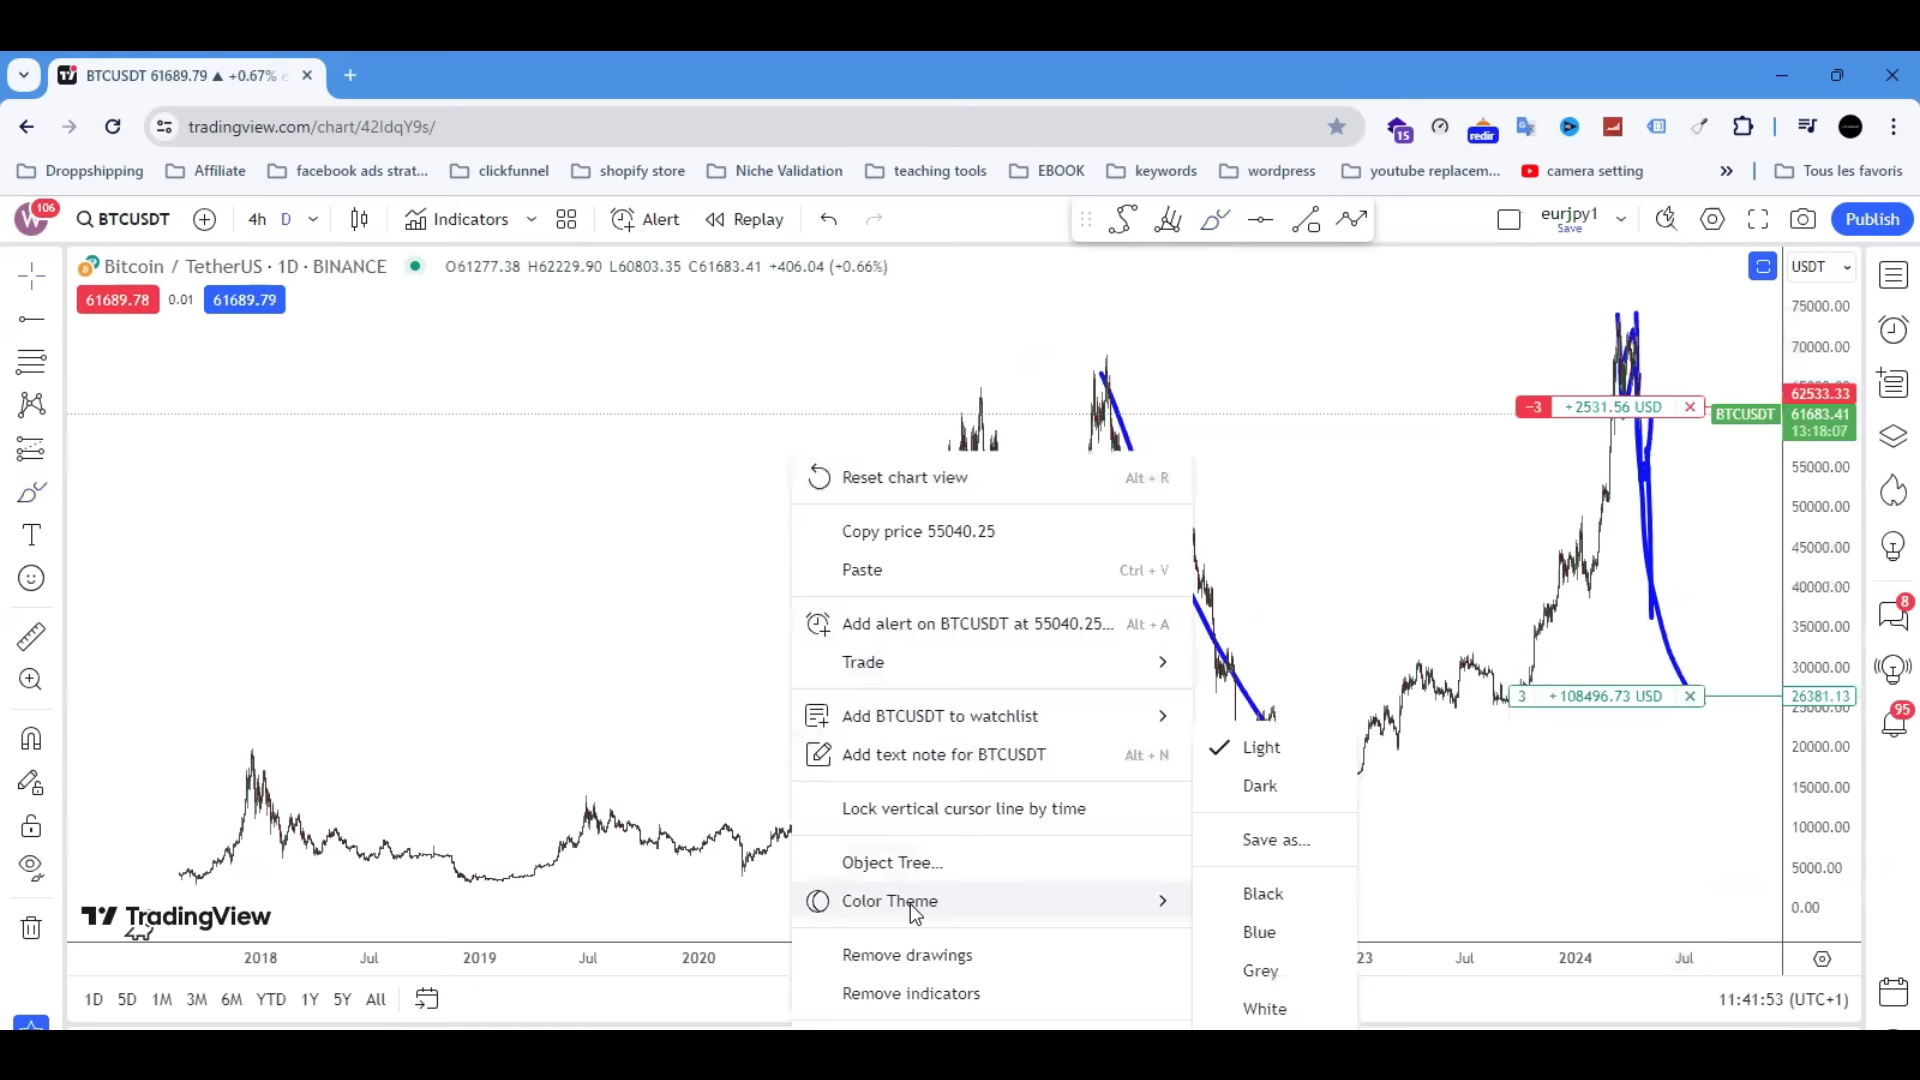 BTCUSDT 61689.79 ▲ +0.67%
tradingview.com/chart/42IdqY9s/
15
redir
Droppshipping
Affiliate
facebook ads strat...
clickfunnel
shopify store
Niche Validation
teaching tools
EBOOK
keywords
wordpress
youtube replacem...
camera setting
Tous les favoris
W
106
BTCUSDT
4h
D
Indicators
Alert
Replay
eurjpy1
Save
Publish
Bitcoin / TetherUS · 1D · BINANCE
O61277.38 H62229.90 L60803.35 C61683.41 +406.04 (+0.66%)
USDT
61689.78
0.01
61689.79
75000.00
70000.00
62533.33
−3 +2531.56 USD
BTCUSDT
61683.41
13:18:07
55000.00
50000.00
45000.00
40000.00
35000.00
30000.00
3 +108496.73 USD
26381.13
25000.00
20000.00
15000.00
10000.00
5000.00
0.00
8
95
Reset chart view Alt + R
Copy price 55040.25
Paste Ctrl + V
Add alert on BTCUSDT at 55040.25... Alt + A
Trade
Add BTCUSDT to watchlist
Add text note for BTCUSDT Alt + N
Lock vertical cursor line by time
Object Tree...
Color Theme
Remove drawings
Remove indicators
Light
Dark
Save as...
Black
Blue
Grey
White
TradingView
2018 Jul 2019 Jul 2020 23 Jul 2024 Jul
1D 5D 1M 3M 6M YTD 1Y 5Y All
11:41:53 (UTC+1)